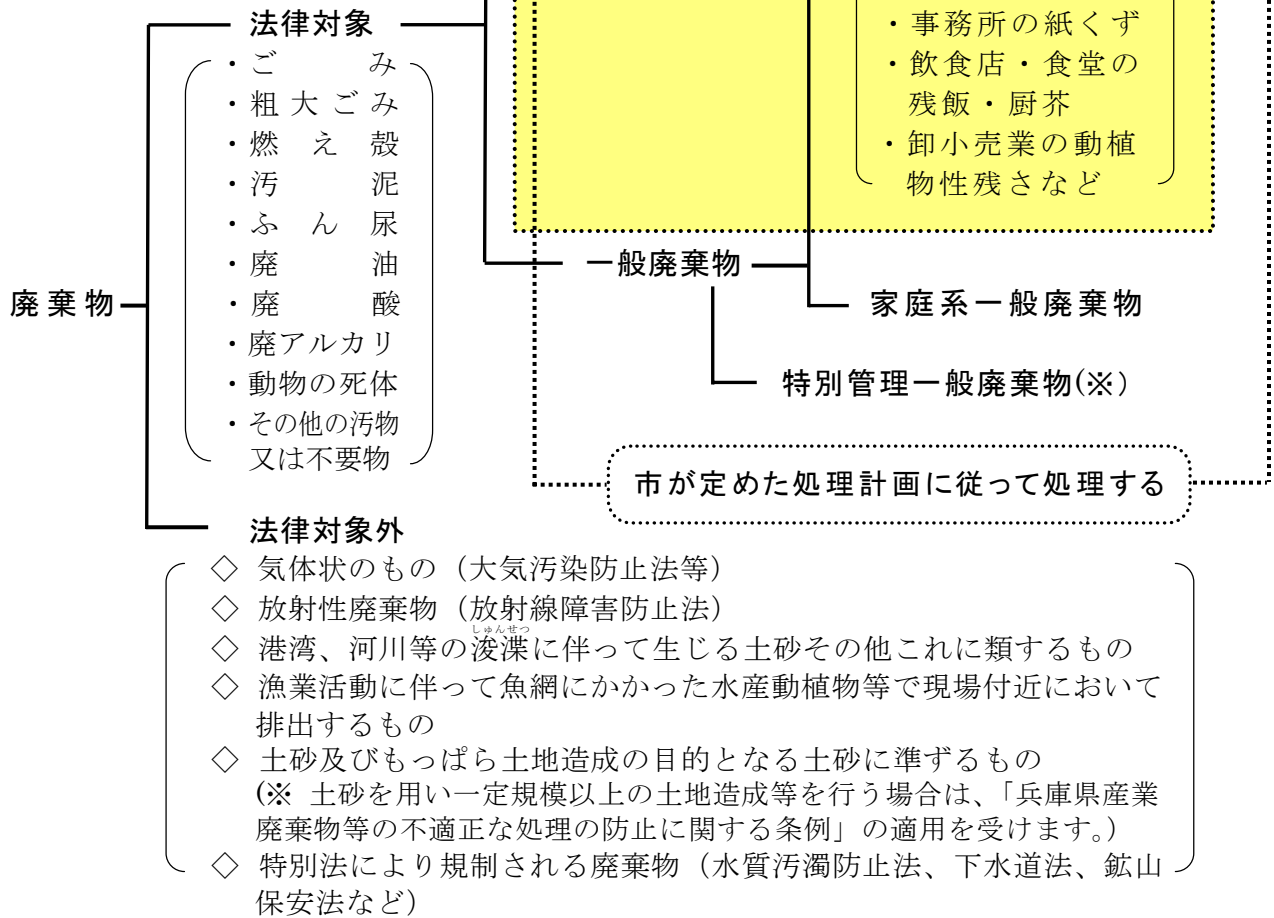 法律対象
・ごみ
・粗大ごみ
・燃え殻
・汚泥
・ふん尿
・廃油
・廃酸
・廃アルカリ
・動物の死体
・その他の汚物
又は不要物
・事務所の紙くず
・飲食店・食堂の
残飯・厨芥
・卸小売業の動植
物性残さなど
一般廃棄物
廃棄物
家庭系一般廃棄物
特別管理一般廃棄物(※)
市が定めた処理計画に従って処理する
法律対象外
◇ 気体状のもの（大気汚染防止法等）
◇ 放射性廃棄物（放射線障害防止法）
しゅんせつ
◇ 港湾、河川等の浚渫に伴って生じる土砂その他これに類するもの
◇ 漁業活動に伴って魚網にかかった水産動植物等で現場付近において
排出するもの
◇ 土砂及びもっぱら土地造成の目的となる土砂に準ずるもの
(※ 土砂を用い一定規模以上の土地造成等を行う場合は、「兵庫県産業
廃棄物等の不適正な処理の防止に関する条例」の適用を受けます。）
◇ 特別法により規制される廃棄物（水質汚濁防止法、下水道法、鉱山
保安法など）